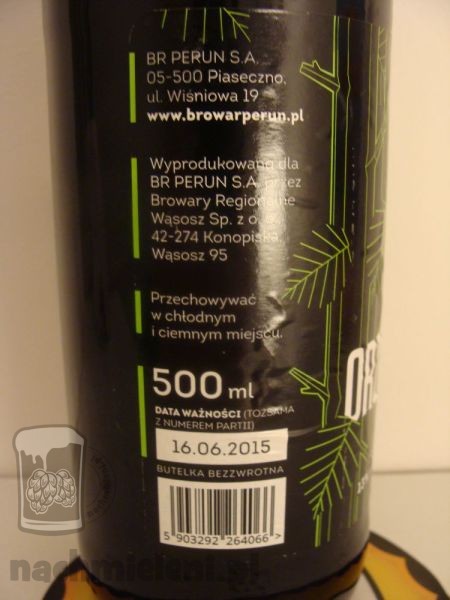 BR PERUN S.A.
05-500 Piaseczno,
ul. Wiśniowa 19
www.browarperun.pl
Wyprodukowano dla
BR PERUN S.A. przez
Browary Regionalne
Wąsosz Sp. z o.o.
42-274 Konopiska,
Wąsosz 95
Przechowywać
w chłodnym
i ciemnym miejscu.
500 ml
DATA WAŻNOŚCI (TOŻSAMA
Z NUMEREM PARTII)
16.06.2015
BUTELKA BEZZWROTNA
5 903292 264066 >
nachmieleni.pl